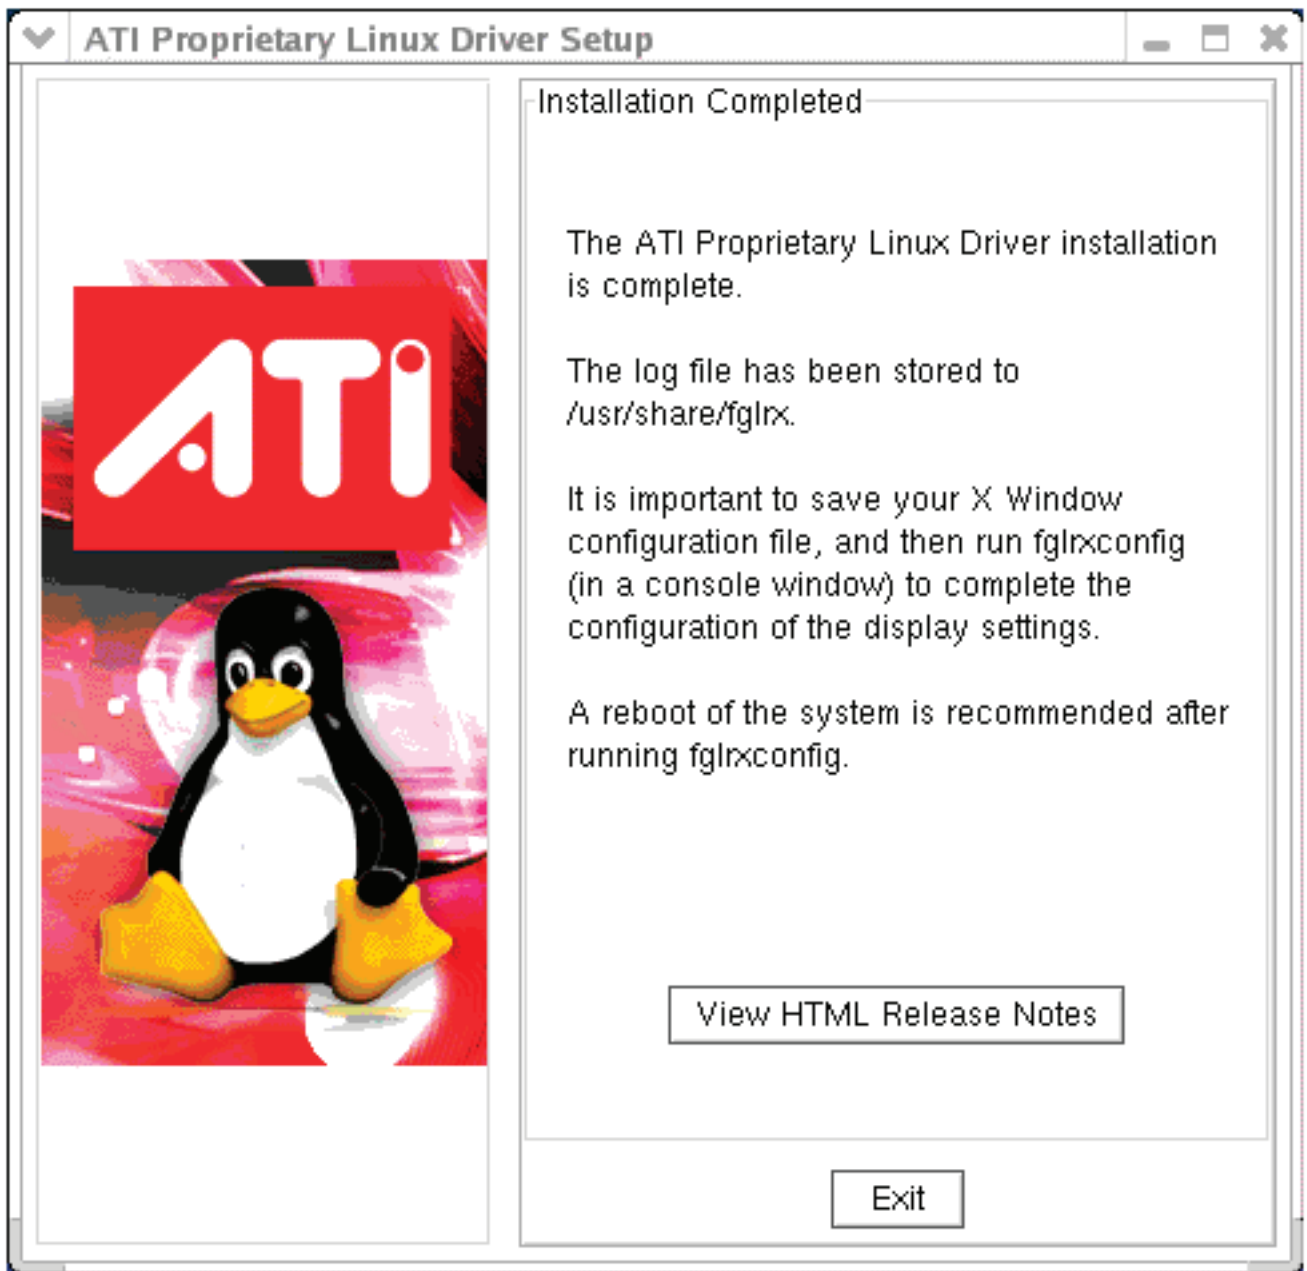 ATI Proprietary Linux Driver Setup
Installation Completed
ATI
The ATI Proprietary Linux Driver installation
is complete.
The log file has been stored to
/usr/share/fglrx.
It is important to save your X Window
configuration file, and then run fglrxconfig
(in a console window) to complete the
configuration of the display settings.
A reboot of the system is recommended after
running fglrxconfig.
View HTML Release Notes
Exit